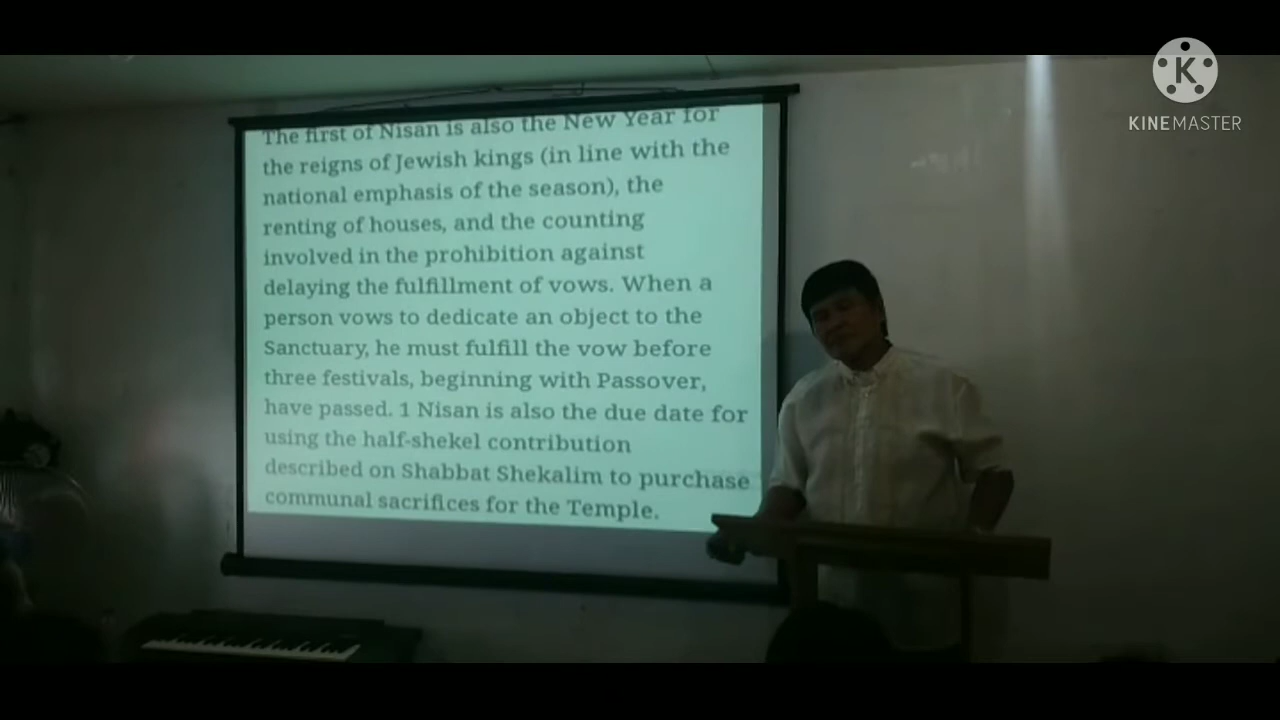 The first of Nisan is also the New Year for
the reigns of Jewish kings (in line with the
national emphasis of the season), the
renting of houses, and the counting
involved in the prohibition against
delaying the fulfillment of vows. When a
person vows to dedicate an object to the
Sanctuary, he must fulfill the vow before
three festivals, beginning with Passover,
have passed. 1 Nisan is also the due date for
using the half-shekel contribution
described on Shabbat Shekalim to purchase
communal sacrifices for the Temple.
K
KINEMASTER